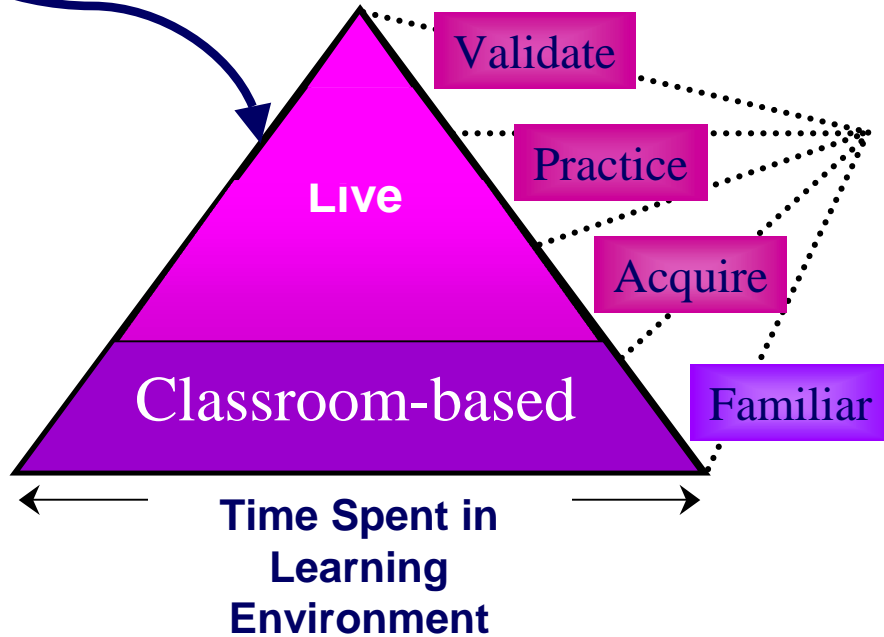 Validate
Practice
Live
Acquire
Classroom-based
Familiar
Time Spent in
Learning
Environment